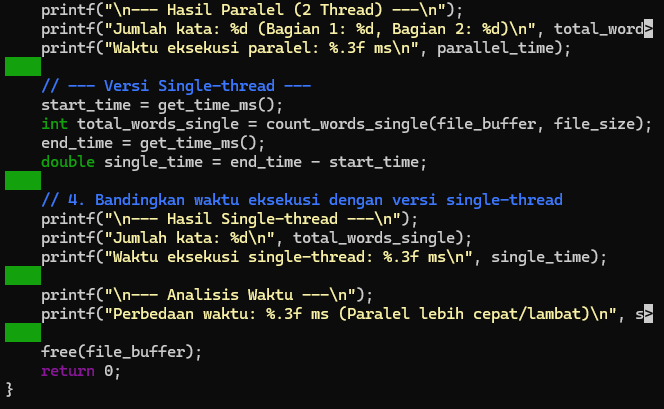 printf("\n--- Hasil Paralel (2 Thread) ---\n");
printf("Jumlah kata: %d (Bagian 1: %d, Bagian 2: %d)\n", total_word>
printf("Waktu eksekusi paralel: %.3f ms\n", parallel_time);
// --- Versi Single-thread ---
start_time = get_time_ms();
int total_words_single = count_words_single(file_buffer, file_size);
end_time = get_time_ms();
double single_time = end_time - start_time;
// 4. Bandingkan waktu eksekusi dengan versi single-thread
printf("\n--- Hasil Single-thread ---\n");
printf("Jumlah kata: %d\n", total_words_single);
printf("Waktu eksekusi single-thread: %.3f ms\n", single_time);
printf("\n--- Analisis Waktu ---\n");
printf("Perbedaan waktu: %.3f ms (Paralel lebih cepat/lambat)\n", s>
free(file_buffer);
return 0;
}